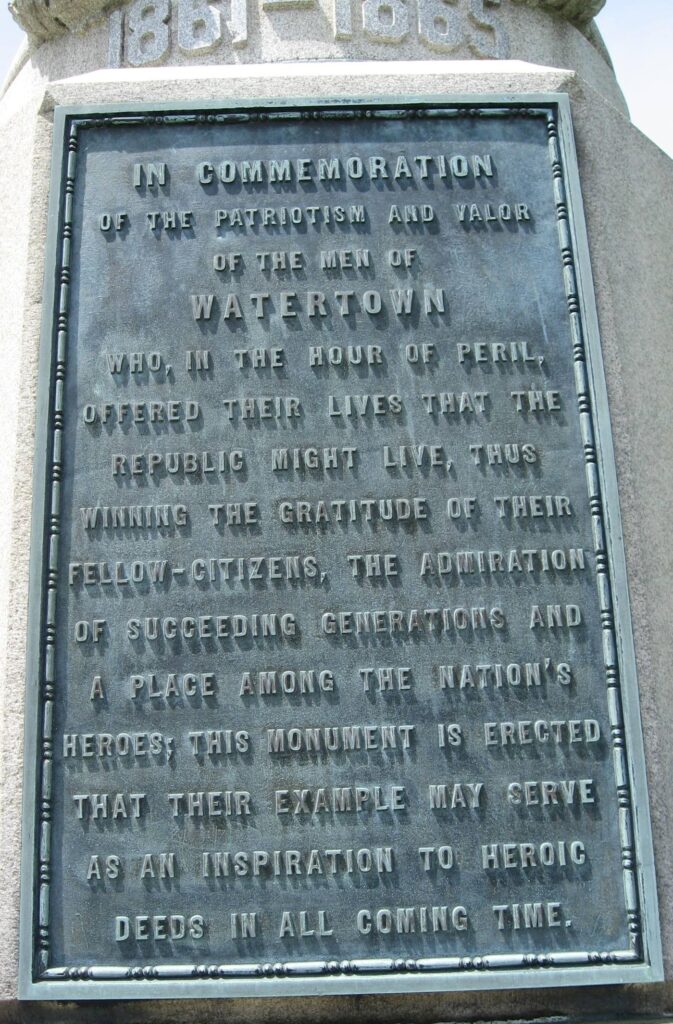 1861-1865
IN COMMEMORATION
OF THE PATRIOTISM AND VALOR
OF THE MEN OF
WATERTOWN
WHO, IN THE HOUR OF PERIL,
OFFERED THEIR LIVES THAT THE
REPUBLIC MIGHT LIVE, THUS
WINNING THE GRATITUDE OF THEIR
FELLOW-CITIZENS, THE ADMIRATION
OF SUCCEEDING GENERATIONS AND
A PLACE AMONG THE NATION'S
HEROES; THIS MONUMENT IS ERECTED
THAT THEIR EXAMPLE MAY SERVE
AS AN INSPIRATION TO HEROIC
DEEDS IN ALL COMING TIME.